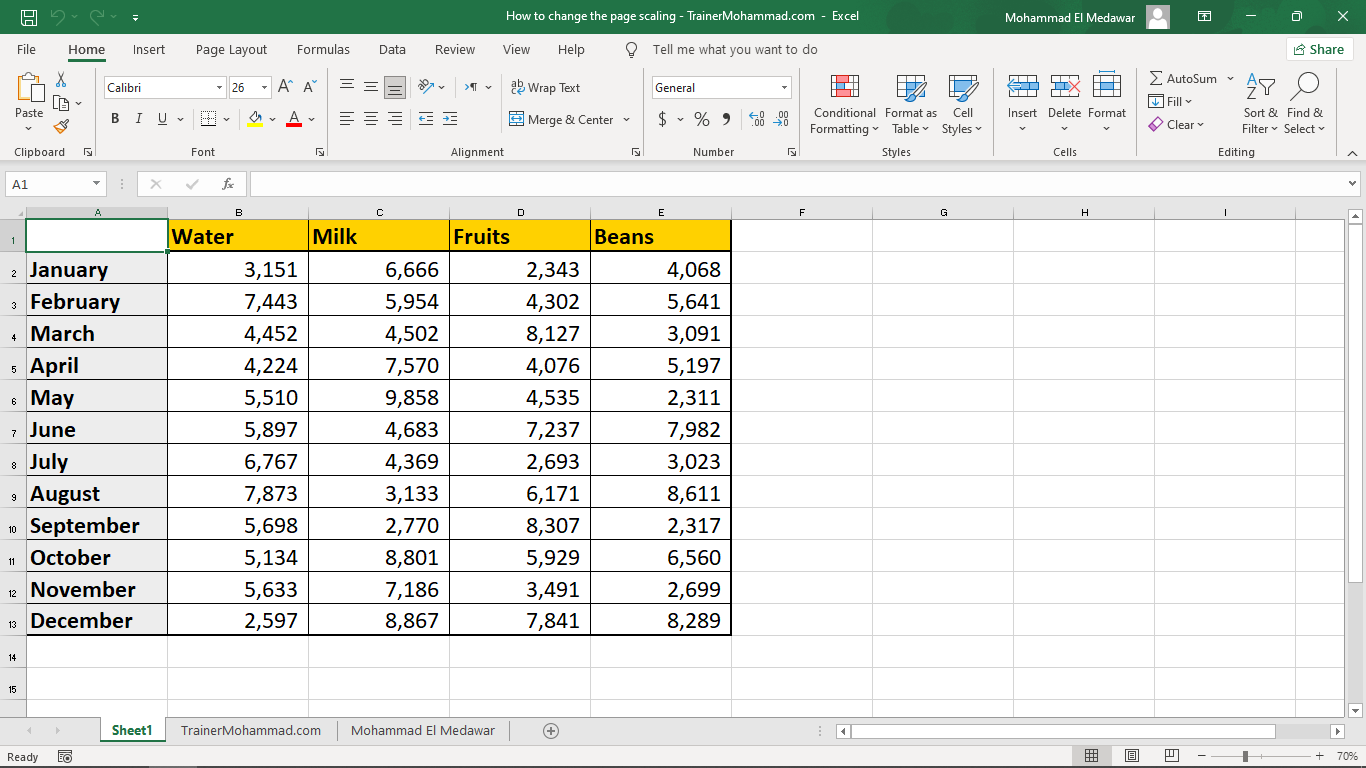 How to change the page scaling - TrainerMohammad.com - Excel
Mohammad El Medawar
File Home Insert Page Layout Formulas Data Review View Help Tell me what you want to do
Share
Paste
Clipboard
Calibri 26 A A
B I U A
Font
ab Wrap Text
Merge & Center
Alignment
General
$ % 9 .00 .00
Number
Conditional Formatting
Format as Table
Cell Styles
Styles
Insert Delete Format
Cells
AutoSum
Fill
Clear
Sort & Filter
Find & Select
Editing
A1 fx
A B C D E F G H I
1 Water Milk Fruits Beans
2 January 3,151 6,666 2,343 4,068
3 February 7,443 5,954 4,302 5,641
4 March 4,452 4,502 8,127 3,091
5 April 4,224 7,570 4,076 5,197
6 May 5,510 9,858 4,535 2,311
7 June 5,897 4,683 7,237 7,982
8 July 6,767 4,369 2,693 3,023
9 August 7,873 3,133 6,171 8,611
10 September 5,698 2,770 8,307 2,317
11 October 5,134 8,801 5,929 6,560
12 November 5,633 7,186 3,491 2,699
13 December 2,597 8,867 7,841 8,289
14
15
Sheet1 TrainerMohammad.com Mohammad El Medawar
Ready 70%